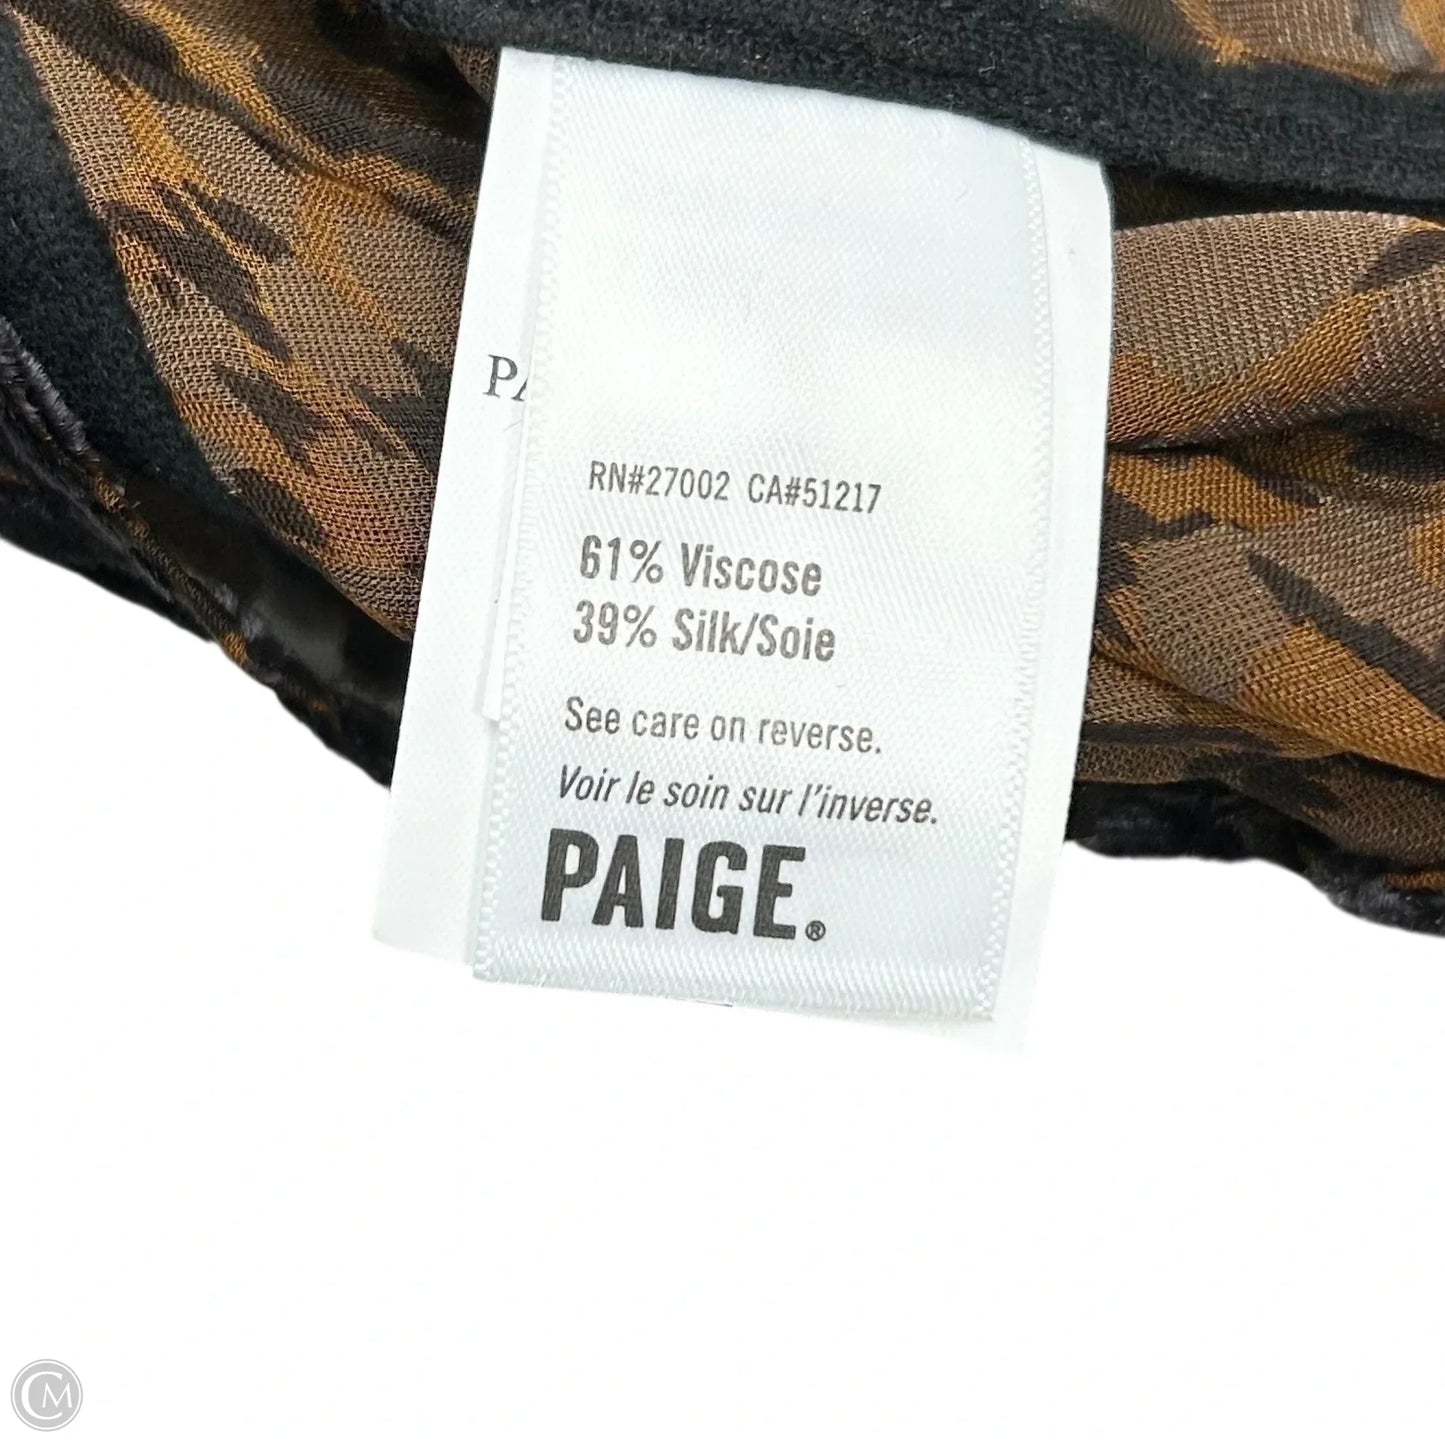 PA
RN#27002 CA#51217
61% Viscose
39% Silk/Soie
See care on reverse.
Voir le soin sur l'inverse.
PAIGE.®
CM